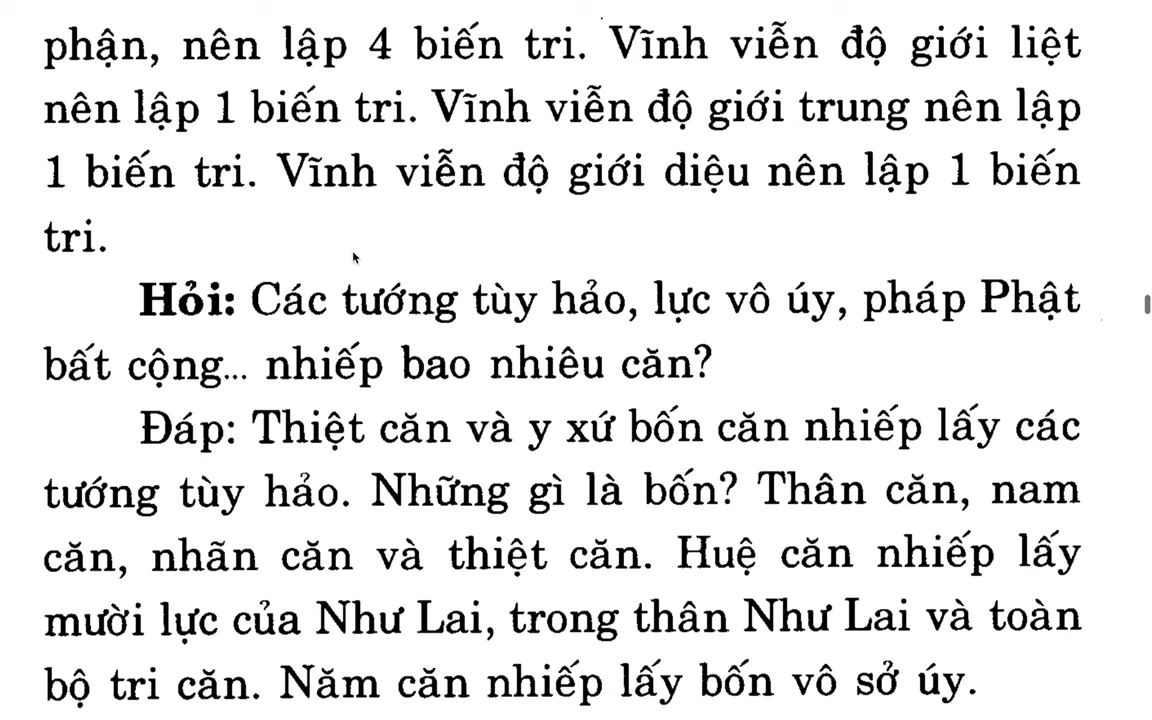 phận, nên lập 4 biến tri. Vĩnh viễn độ giới liệt
nên lập 1 biến tri. Vĩnh viễn độ giới trung nên lập
1 biến tri. Vĩnh viễn độ giới diệu nên lập 1 biến
tri.
Hỏi: Các tướng tùy hảo, lực vô úy, pháp Phật
bất cộng... nhiếp bao nhiêu căn?
Đáp: Thiệt căn và y xứ bốn căn nhiếp lấy các
tướng tùy hảo. Những gì là bốn? Thân căn, nam
căn, nhãn căn và thiệt căn. Huệ căn nhiếp lấy
mười lực của Như Lai, trong thân Như Lai và toàn
bộ tri căn. Năm căn nhiếp lấy bốn vô sở úy.